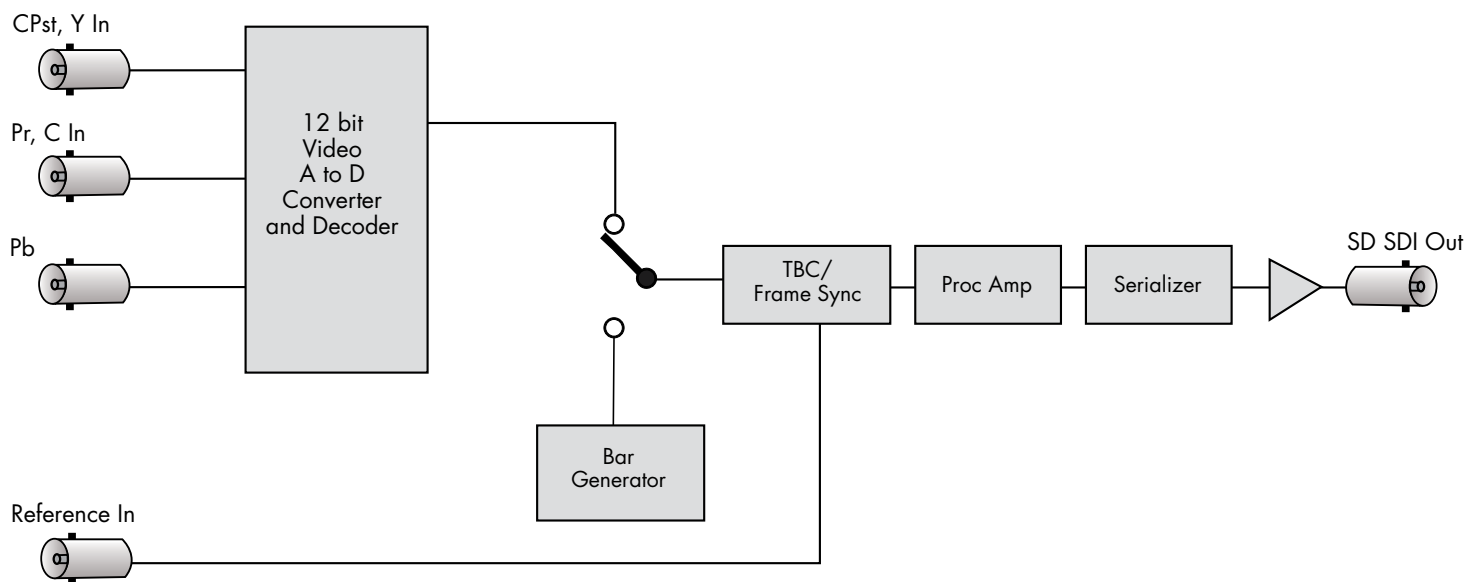 CPst, Y In
Pr, C In
Pb
12 bit
Video
A to D
Converter
and Decoder
SD SDI Out
TBC/
Frame Sync
Proc Amp
Serializer
Bar
Generator
Reference In